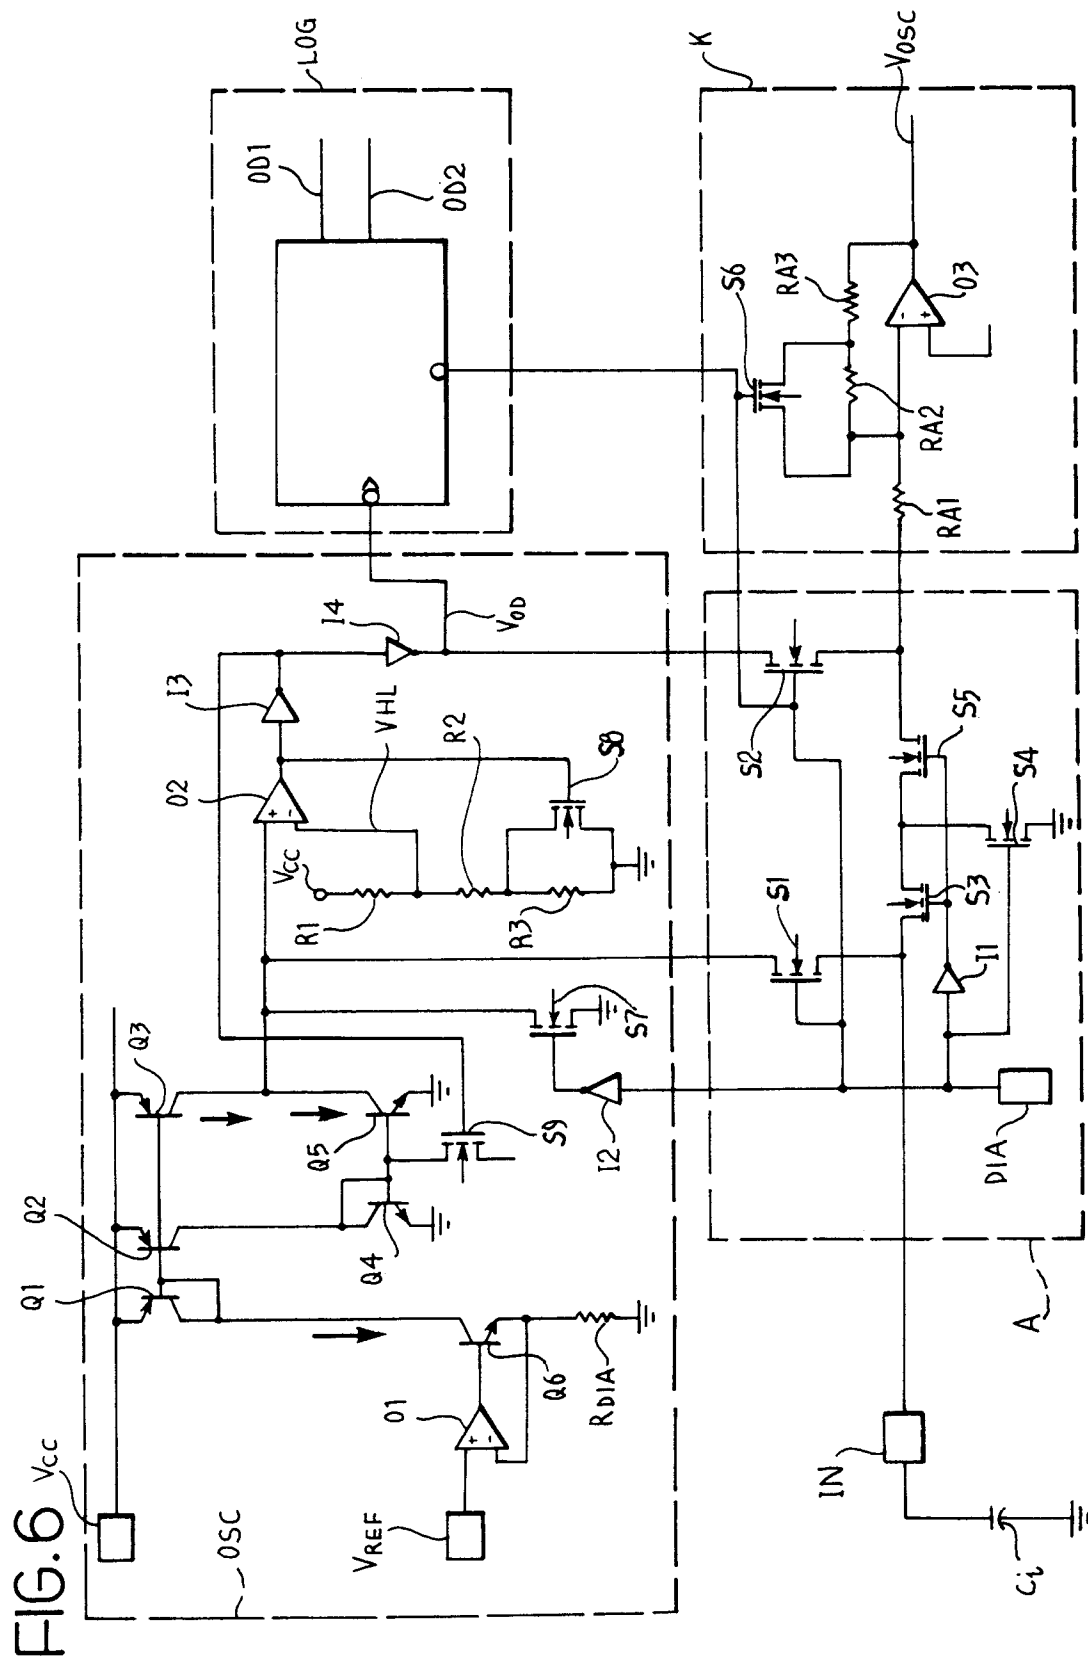 FIG.6
VCC
OSC
Q1
Q2
Q3
Q5
Q4
S9
VREF
O1
+
-
Q6
RDIA
I2
S7
O2
+
-
I3
I4
VHL
VCC
R1
R2
R3
S8
VOD
LOG
OD1
OD2
K
VOSC
S6
RA3
RA2
RA1
O3
-
+
S2
S1
S5
S4
S3
I1
DIA
A
IN
Ci